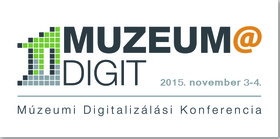 MUZEUM@
DIGIT
2015. november 3-4.
Múzeumi Digitalizálási Konferencia